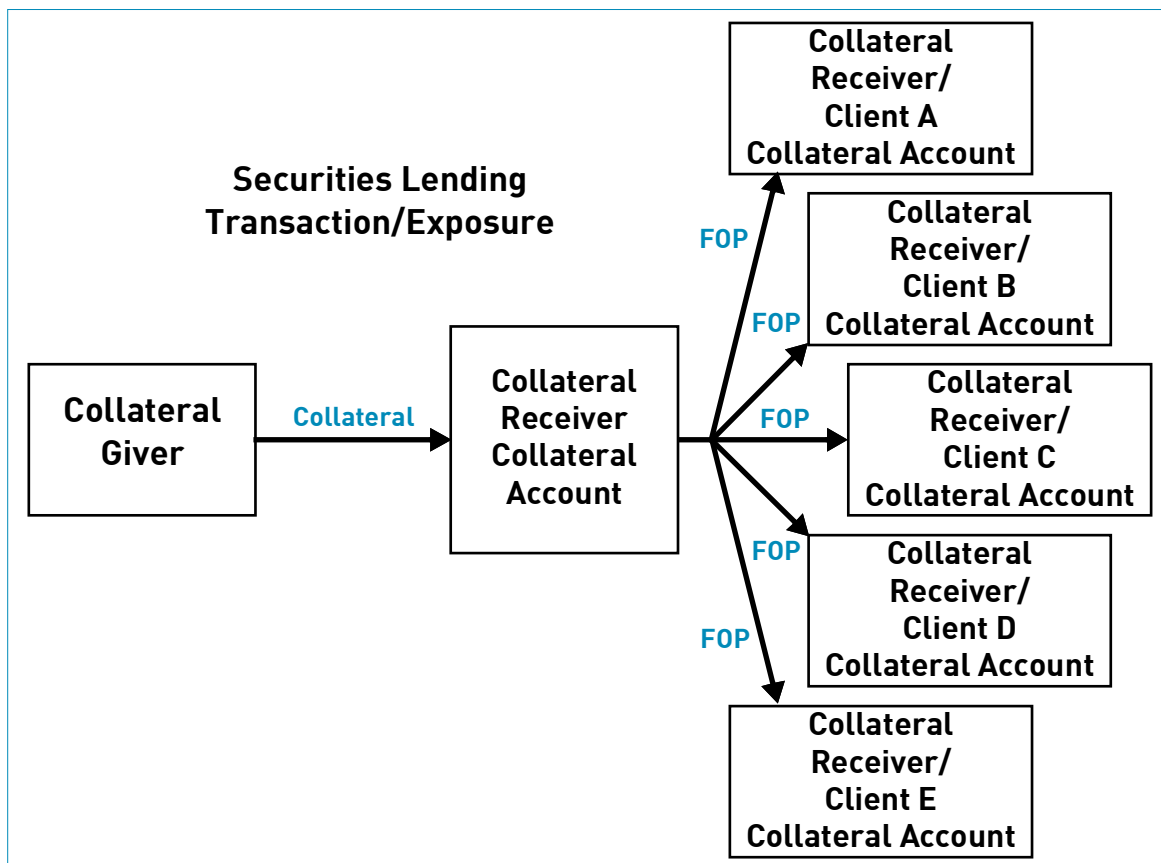 Securities Lending
Transaction/Exposure
Collateral
Giver
Collateral
Collateral
Receiver
Collateral
Account
FOP
Collateral
Receiver/
Client A
Collateral Account
FOP
Collateral
Receiver/
Client B
Collateral Account
FOP
Collateral
Receiver/
Client C
Collateral Account
FOP
Collateral
Receiver/
Client D
Collateral Account
FOP
Collateral
Receiver/
Client E
Collateral Account